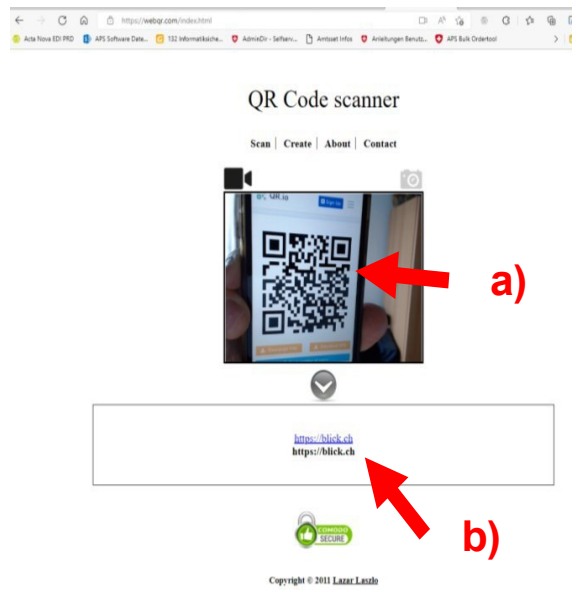 https://webqr.com/index.html
Acta Nova EDI PRD APS Software Date... 132 Informatiksiche... AdminDir - Selfserv... Amtsset Infos Anleitungen Benutz... APS Bulk Ordertool
QR Code scanner
Scan | Create | About | Contact
QR.io Sign Up
a)
https://blick.ch
https://blick.ch
b)
COMODO
SECURE
Copyright © 2011 Lazar Laszlo